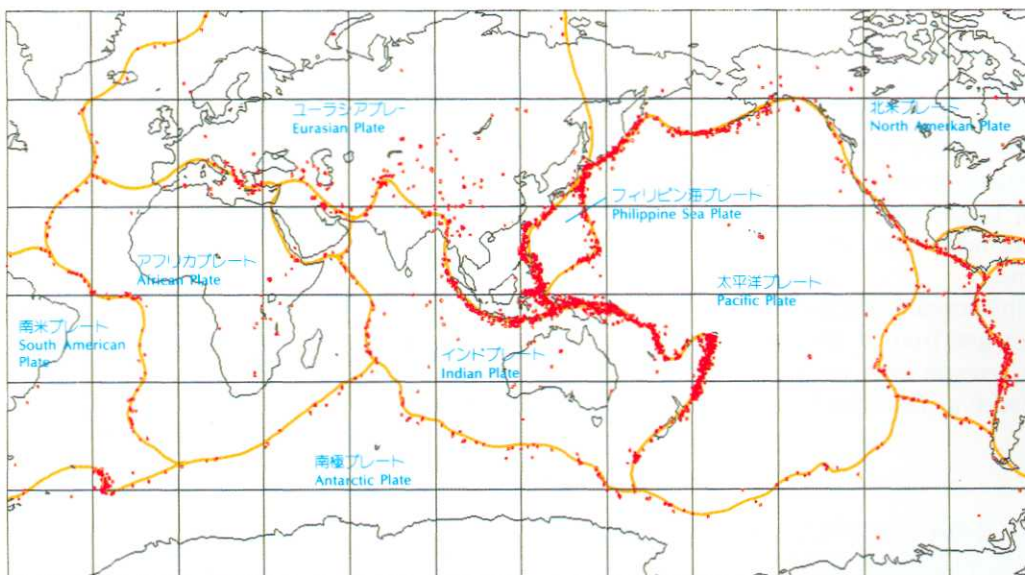 ユーラシアプレー
Eurasian Plate
北米プレート
North Amerkan Plate
フィリピン海プレート
Philippine Sea Plate
アフリカプレート
African Plate
太平洋プレート
Pacific Plate
南米プレート
South American
Plate
インドプレート
Indian Plate
南極プレート
Antarctic Plate